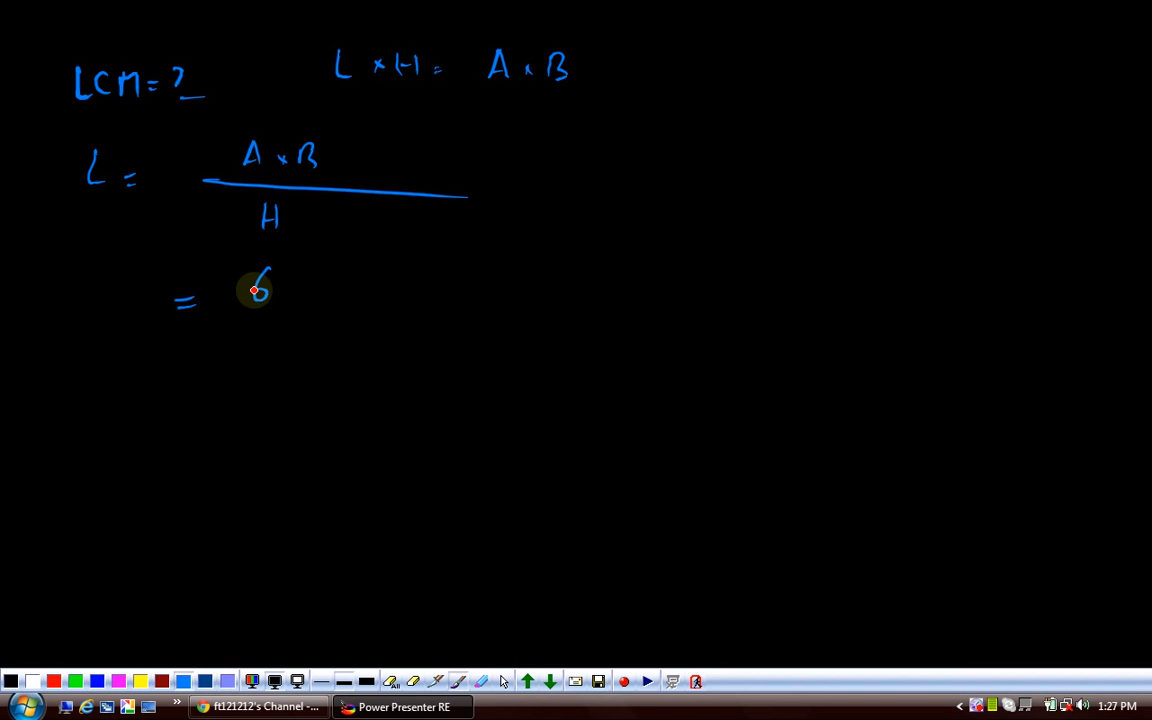 LCM = ?
L × H = A × B
L = A × B
H
= 6
ft121212's Channel -...
Power Presenter RE
1:27 PM